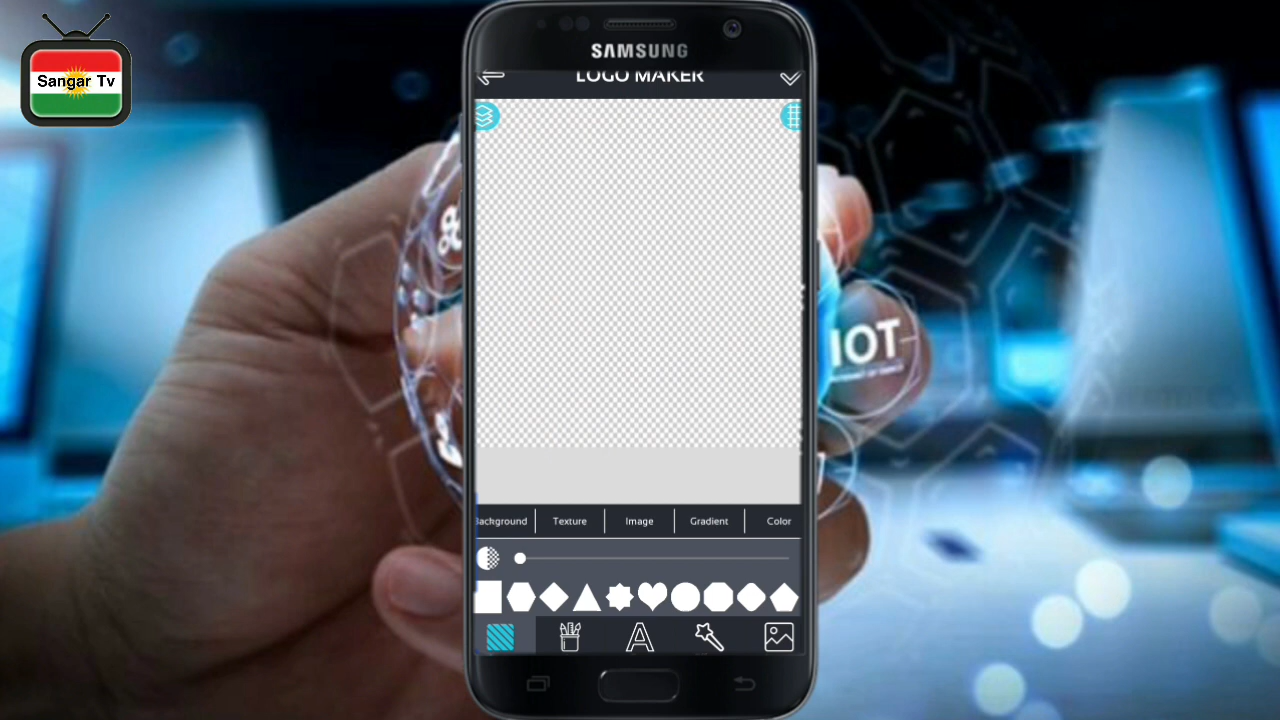 Sangar Tv
SAMSUNG
LOGO MAKER
IOT
Background
Texture
Image
Gradient
Color